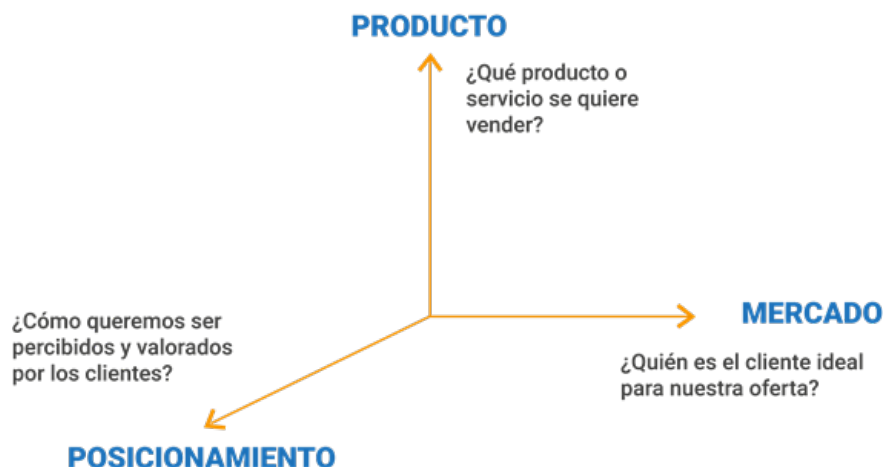 PRODUCTO
¿Qué producto o
servicio se quiere
vender?
MERCADO
¿Quién es el cliente ideal
para nuestra oferta?
¿Cómo queremos ser
percibidos y valorados
por los clientes?
POSICIONAMIENTO